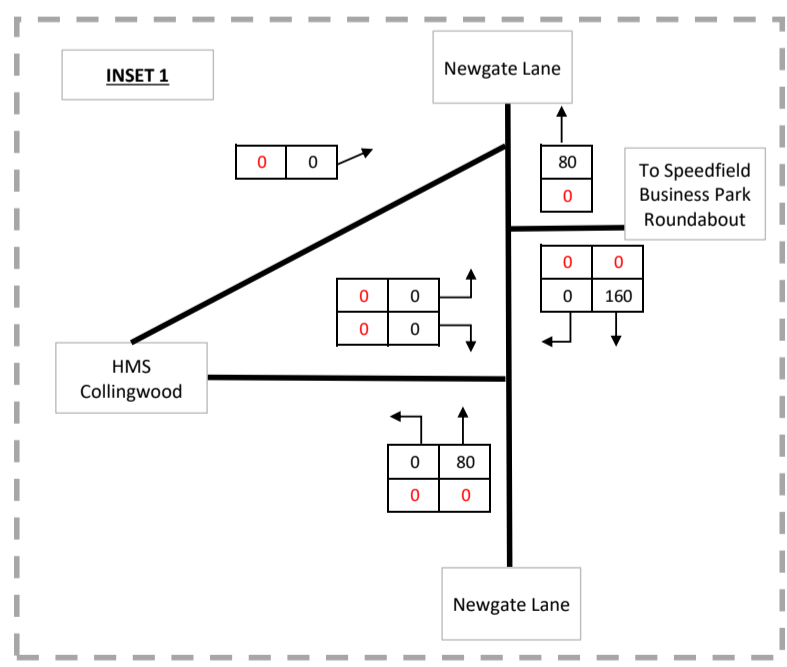 INSET 1
Newgate Lane
0 0
80
0
To Speedfield
Business Park
Roundabout
0 0
0 160
0 0
0 0
HMS
Collingwood
0 80
0 0
Newgate Lane